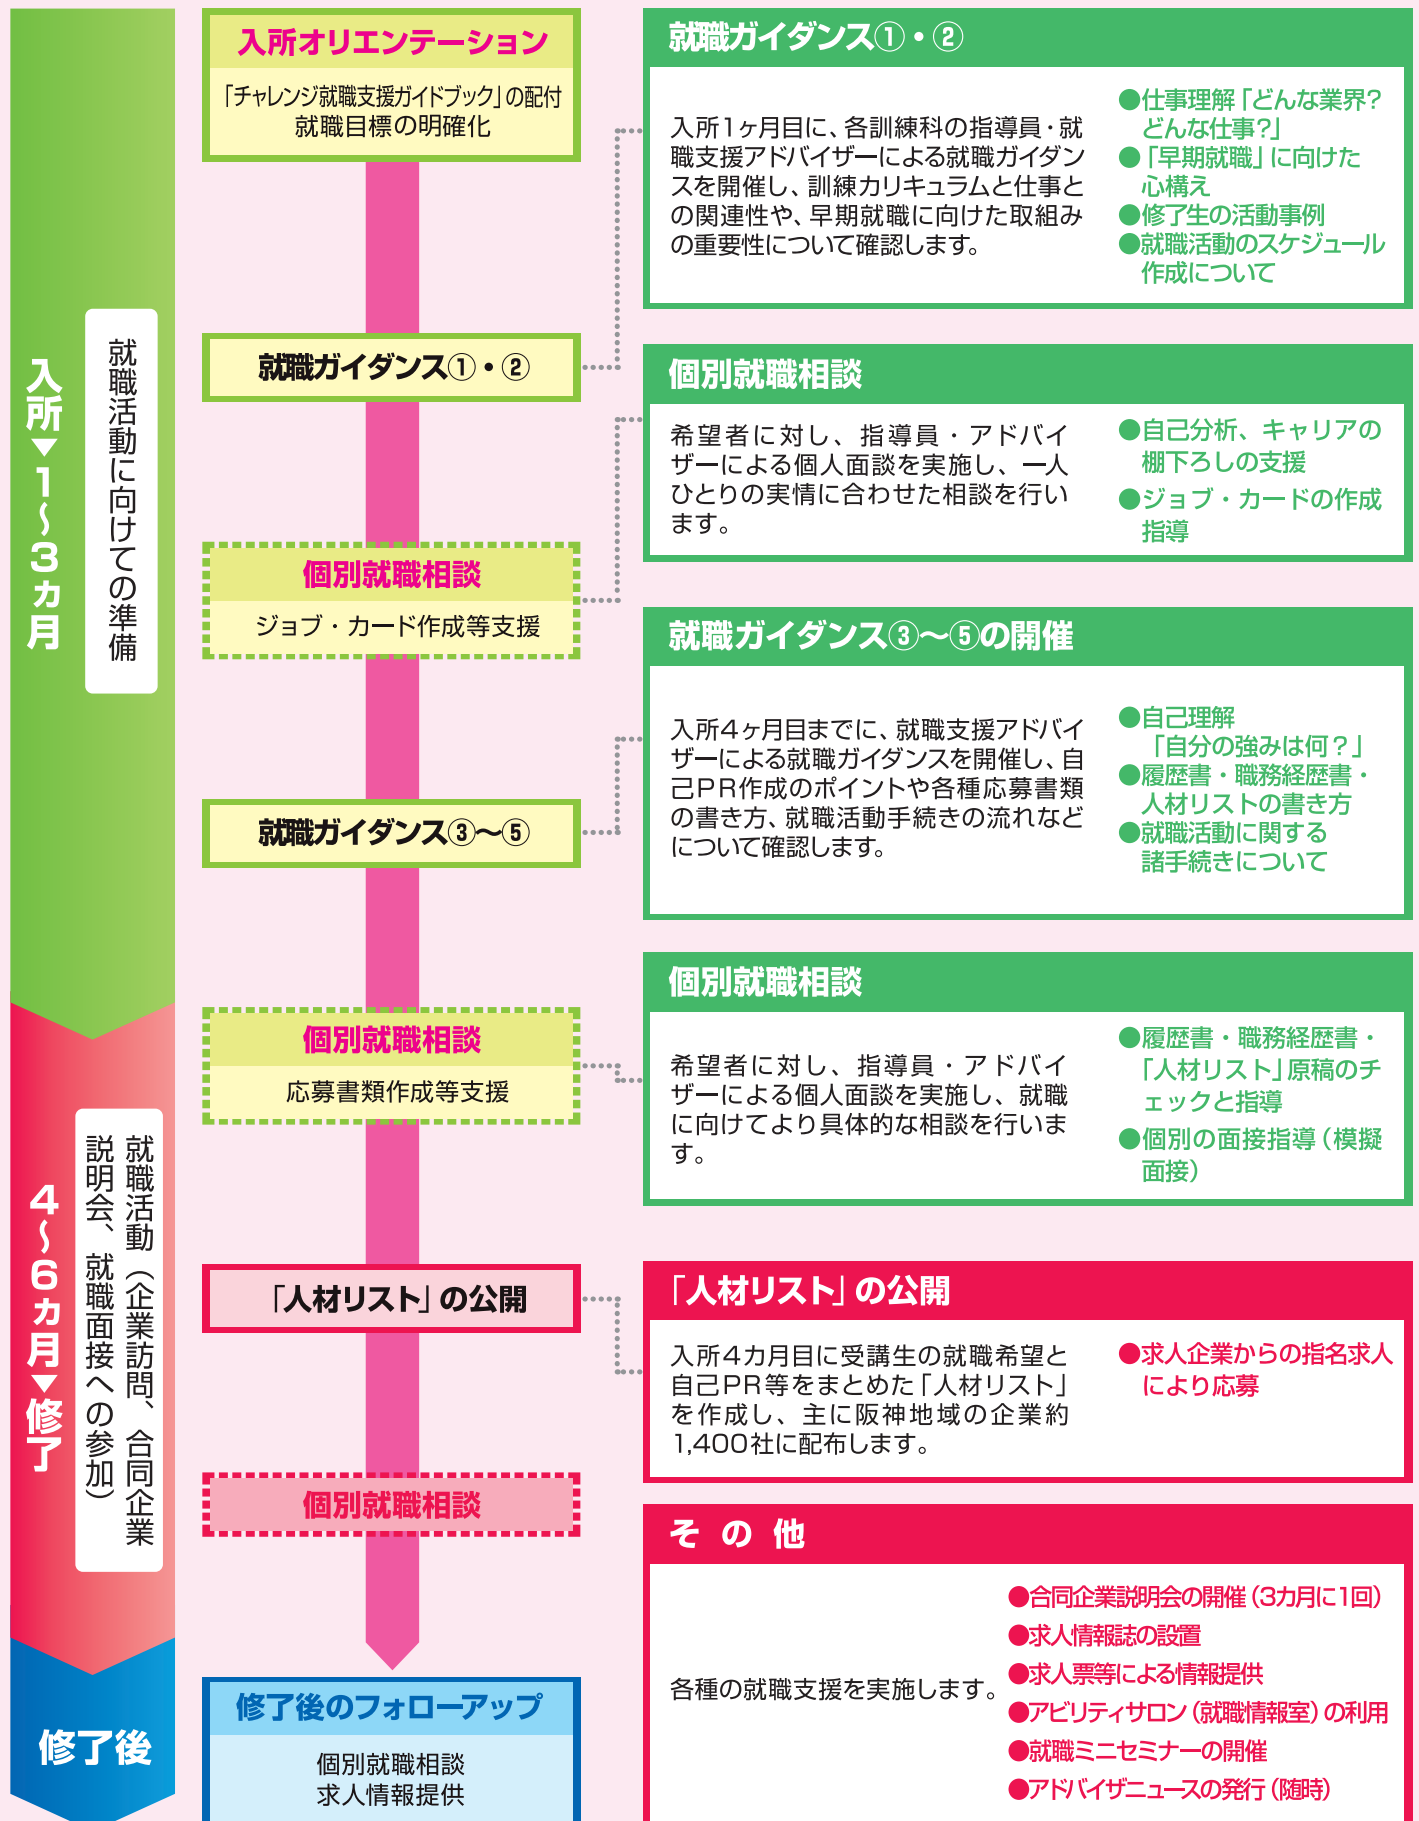 入所▼1〜3ヵ月
就職活動に向けての準備
4〜6ヵ月▼修了
就職活動（企業訪問、合同企業
説明会、就職面接への参加）
修了後
入所オリエンテーション
「チャレンジ就職支援ガイドブック」の配付
就職目標の明確化
就職ガイダンス①・②
個別就職相談
ジョブ・カード作成等支援
就職ガイダンス③〜⑤
個別就職相談
応募書類作成等支援
「人材リスト」の公開
個別就職相談
修了後のフォローアップ
個別就職相談
求人情報提供
就職ガイダンス①・②
入所1ヶ月目に、各訓練科の指導員・就
職支援アドバイザーによる就職ガイダン
スを開催し、訓練カリキュラムと仕事と
の関連性や、早期就職に向けた取組み
の重要性について確認します。
●仕事理解「どんな業界?
どんな仕事?」
●「早期就職」に向けた
心構え
●修了生の活動事例
●就職活動のスケジュール
作成について
個別就職相談
希望者に対し、指導員・アドバイ
ザーによる個人面談を実施し、一人
ひとりの実情に合わせた相談を行い
ます。
●自己分析、キャリアの
棚下ろしの支援
●ジョブ・カードの作成
指導
就職ガイダンス③〜⑤の開催
入所4ヶ月目までに、就職支援アドバイ
ザーによる就職ガイダンスを開催し、自
己PR作成のポイントや各種応募書類
の書き方、就職活動手続きの流れなど
について確認します。
●自己理解
「自分の強みは何？」
●履歴書・職務経歴書・
人材リストの書き方
●就職活動に関する
諸手続きについて
個別就職相談
希望者に対し、指導員・アドバイ
ザーによる個人面談を実施し、就職
に向けてより具体的な相談を行いま
す。
●履歴書・職務経歴書・
「人材リスト」原稿のチ
ェックと指導
●個別の面接指導（模擬
面接）
「人材リスト」の公開
入所4カ月目に受講生の就職希望と
自己PR等をまとめた「人材リスト」
を作成し、主に阪神地域の企業約
1,400社に配布します。
●求人企業からの指名求人
により応募
その他
各種の就職支援を実施します。
●合同企業説明会の開催（3カ月に1回）
●求人情報誌の設置
●求人票等による情報提供
●アビリティサロン（就職情報室）の利用
●就職ミニセミナーの開催
●アドバイザニュースの発行（随時）